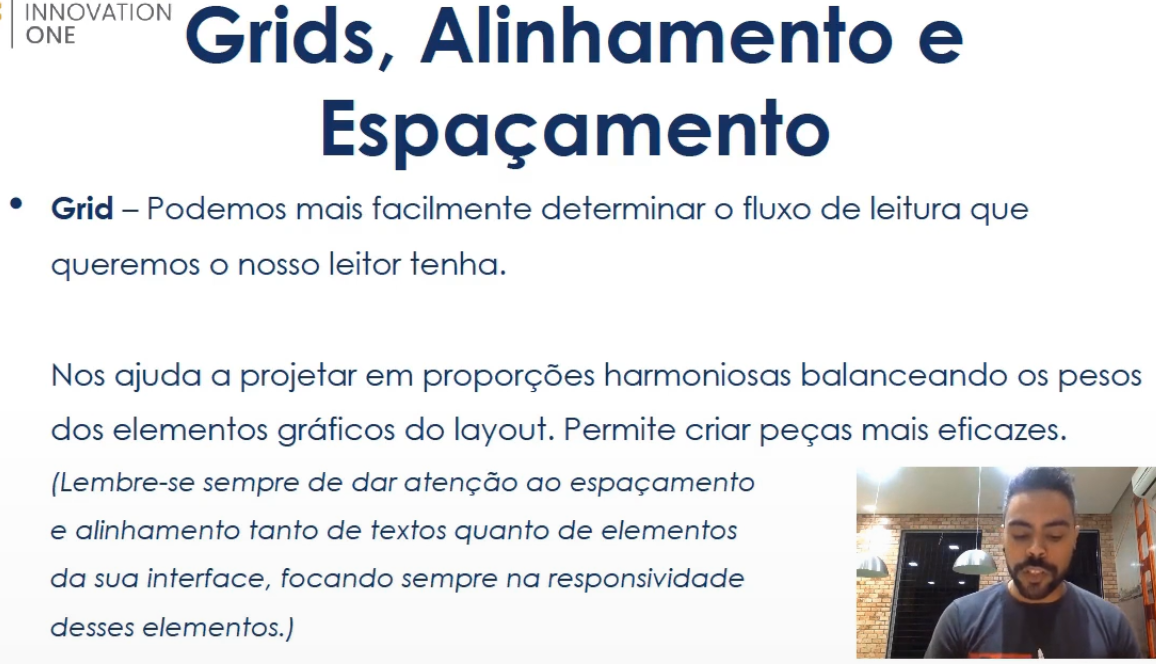 INNOVATION
ONE
Grids, Alinhamento e
Espaçamento
• Grid – Podemos mais facilmente determinar o fluxo de leitura que
queremos o nosso leitor tenha.
Nos ajuda a projetar em proporções harmoniosas balanceando os pesos
dos elementos gráficos do layout. Permite criar peças mais eficazes.
(Lembre-se sempre de dar atenção ao espaçamento
e alinhamento tanto de textos quanto de elementos
da sua interface, focando sempre na responsividade
desses elementos.)